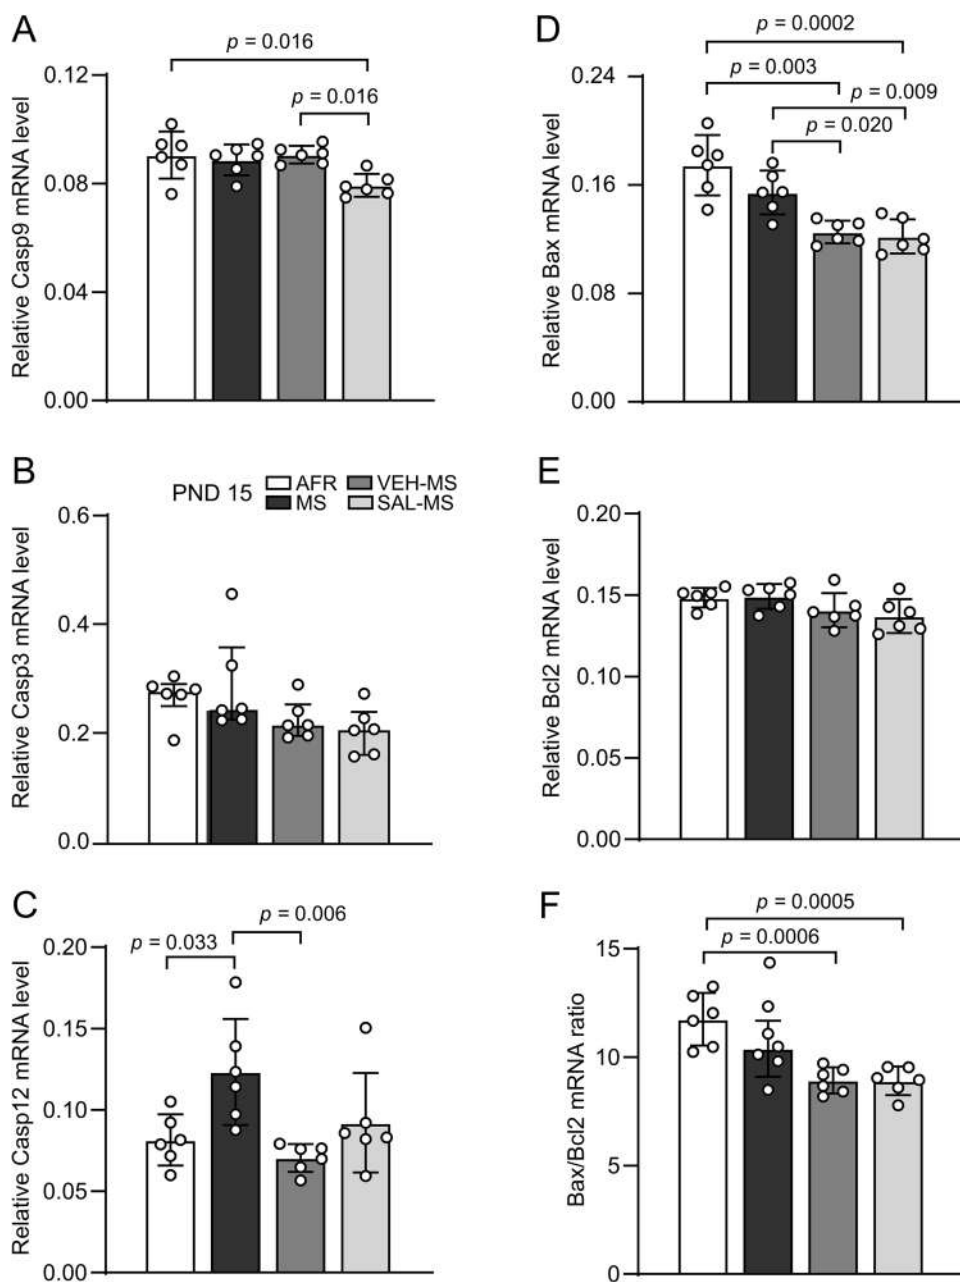 A
p = 0.016
p = 0.016
0.12
0.08
0.04
0.00
Relative Casp9 mRNA level
B
PND 15
AFR
VEH-MS
MS
SAL-MS
0.6
0.4
0.2
0.0
Relative Casp3 mRNA level
C
p = 0.006
p = 0.033
0.20
0.15
0.10
0.05
0.00
Relative Casp12 mRNA level
D
p = 0.0002
p = 0.003
p = 0.009
p = 0.020
0.24
0.16
0.08
0.00
Relative Bax mRNA level
E
0.20
0.15
0.10
0.05
0.00
Relative Bcl2 mRNA level
F
p = 0.0005
p = 0.0006
15
10
5
0
Bax/Bcl2 mRNA ratio